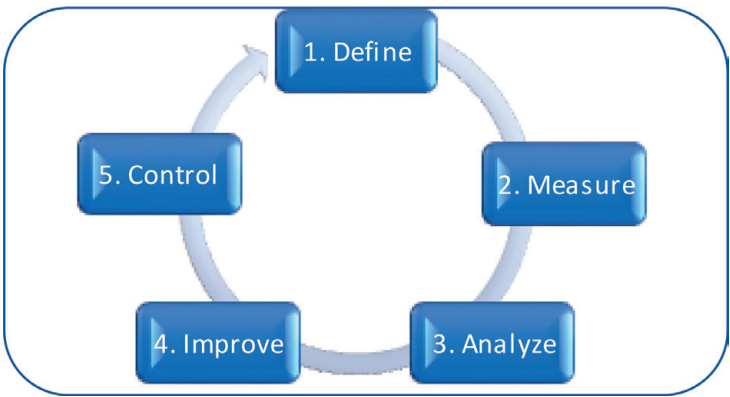 1. Define
2. Measure
3. Analyze
4. Improve
5. Control